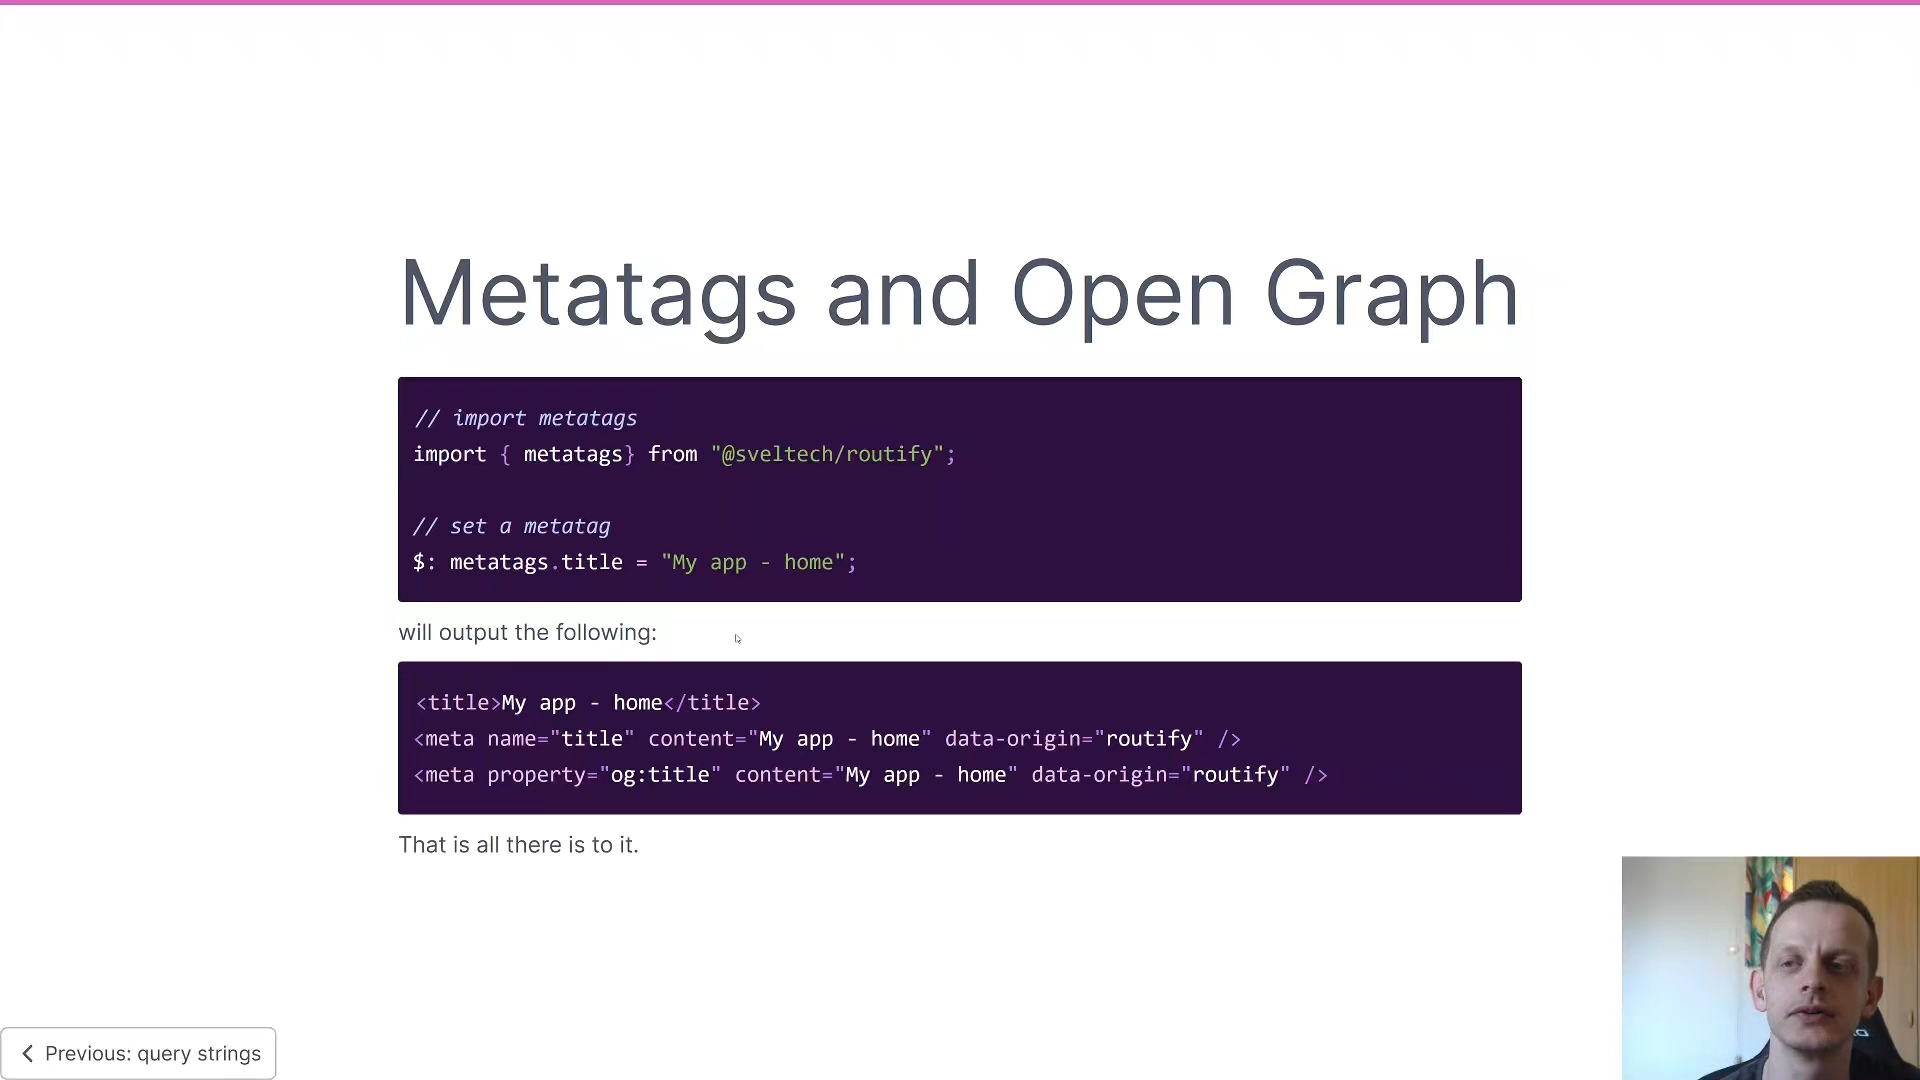 Metatags and Open Graph
// import metatags
import { metatags} from "@sveltech/routify";
// set a metatag
$: metatags.title = "My app - home";
will output the following:
<title>My app - home</title>
<meta name="title" content="My app - home" data-origin="routify" />
<meta property="og:title" content="My app - home" data-origin="routify" />
That is all there is to it.
Previous: query strings